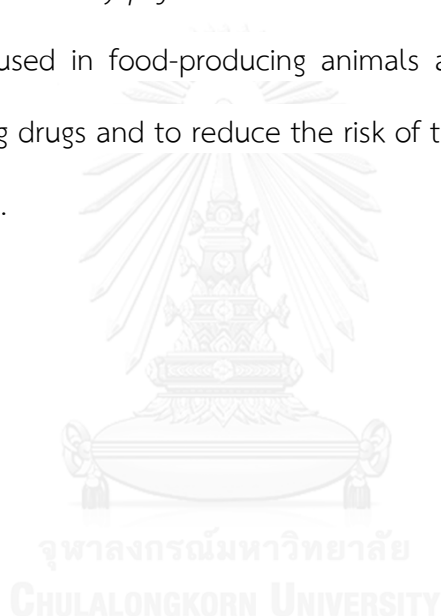 used in food-producing animals a
g drugs and to reduce the risk of t
.
จุฬาลงกรณ์มหาวิทยาลัย
CHULALONGKORN UNIVERSITY